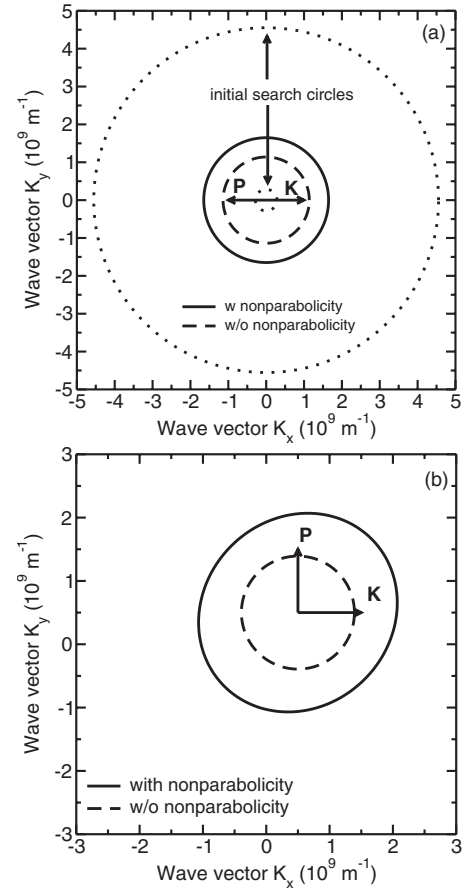 5
4
3
2
1
0
-1
-2
-3
-4
-5
Wave vector K_y (10^9 m^-1)
(a)
initial search circles
P K
w nonparabolicity
w/o nonparabolicity
-5 -4 -3 -2 -1 0 1 2 3 4 5
Wave vector K_x (10^9 m^-1)
3
2
1
0
-1
-2
-3
Wave vector K_y (10^9 m^-1)
(b)
P
K
with nonparabolicity
w/o nonparabolicity
-3 -2 -1 0 1 2 3
Wave vector K_x (10^9 m^-1)